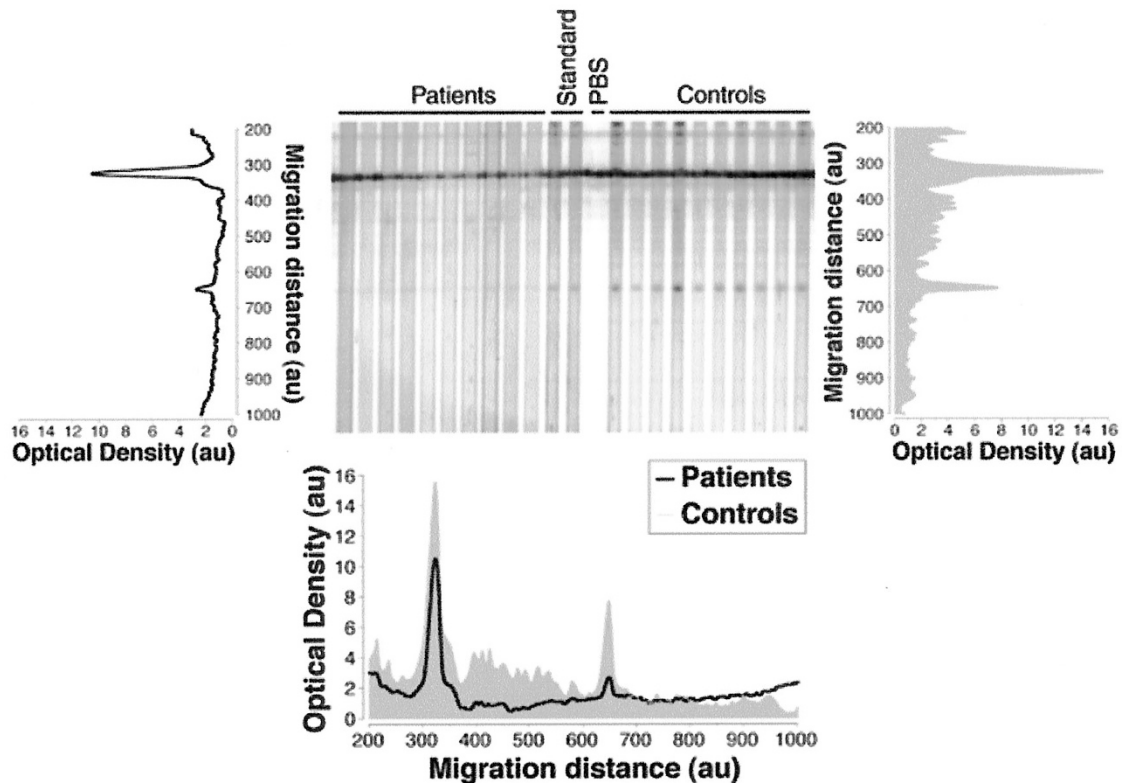 Patients
Standard
PBS
Controls
200
300
400
500
600
700
800
900
1000
Migration distance (au)
16 14 12 10 8 6 4 2 0
Optical Density (au)
200
300
400
500
600
700
800
900
1000
Migration distance (au)
0 2 4 6 8 10 12 14 16
Optical Density (au)
Patients
Controls
16
14
12
10
8
6
4
2
0
Optical Density (au)
200 300 400 500 600 700 800 900 1000
Migration distance (au)